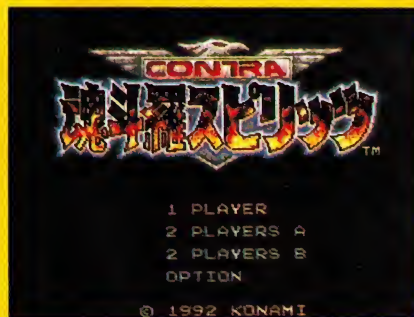 CONTRA
魂斗羅スピリッツ
TM
1 PLAYER
2 PLAYERS A
2 PLAYERS B
OPTION
© 1992 KONAMI